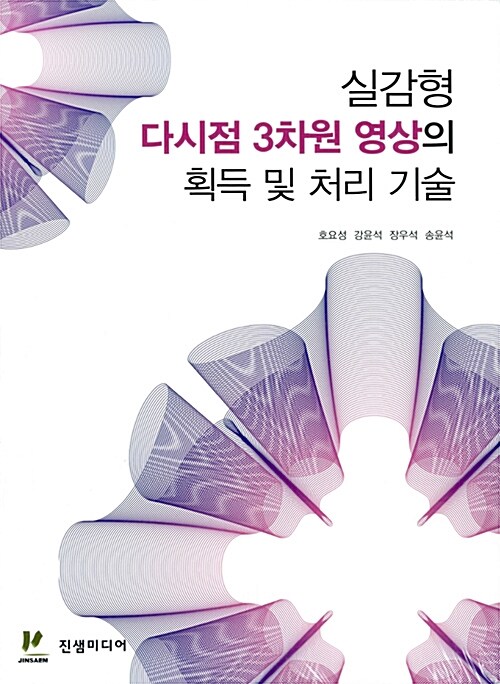 실감형
다시점 3차원 영상의
획득 및 처리 기술
호요성 강윤석 장우석 송윤석
JINSAEM
진샘미디어